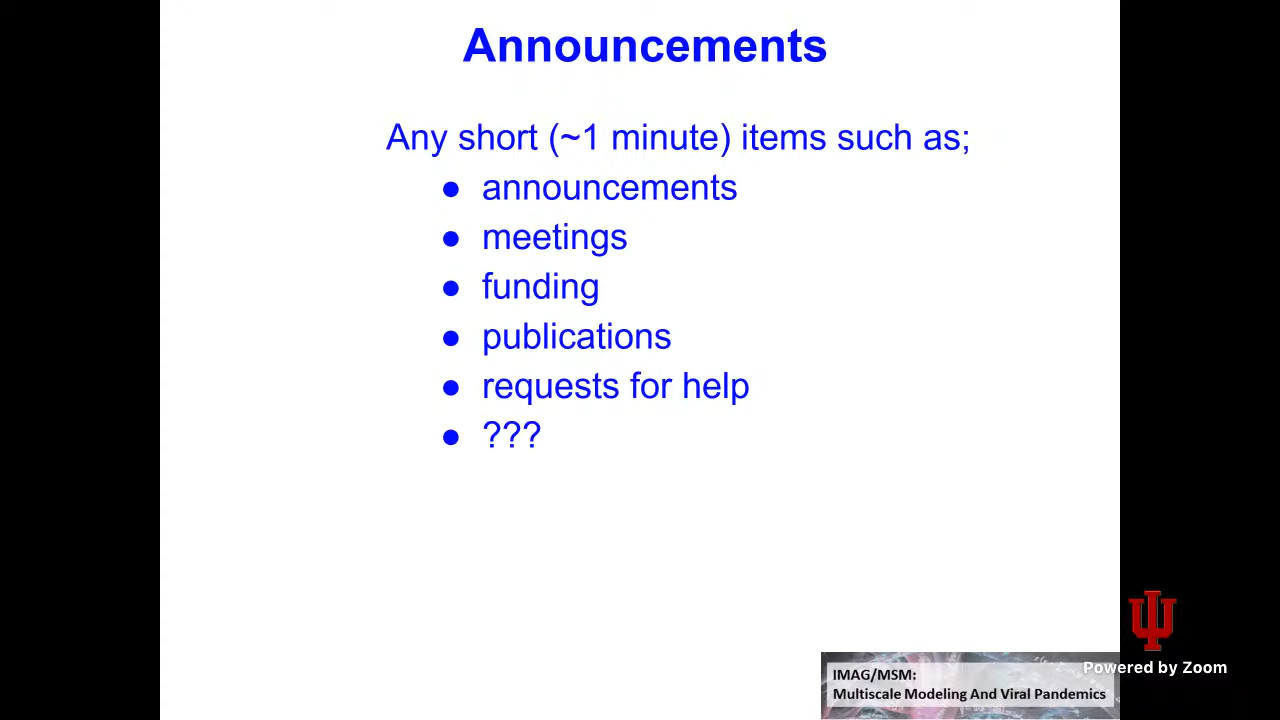 Announcements
Any short (~1 minute) items such as;
● announcements
● meetings
● funding
● publications
● requests for help
● ???
Powered by Zoom
IMAG/MSM:
Multiscale Modeling And Viral Pandemics